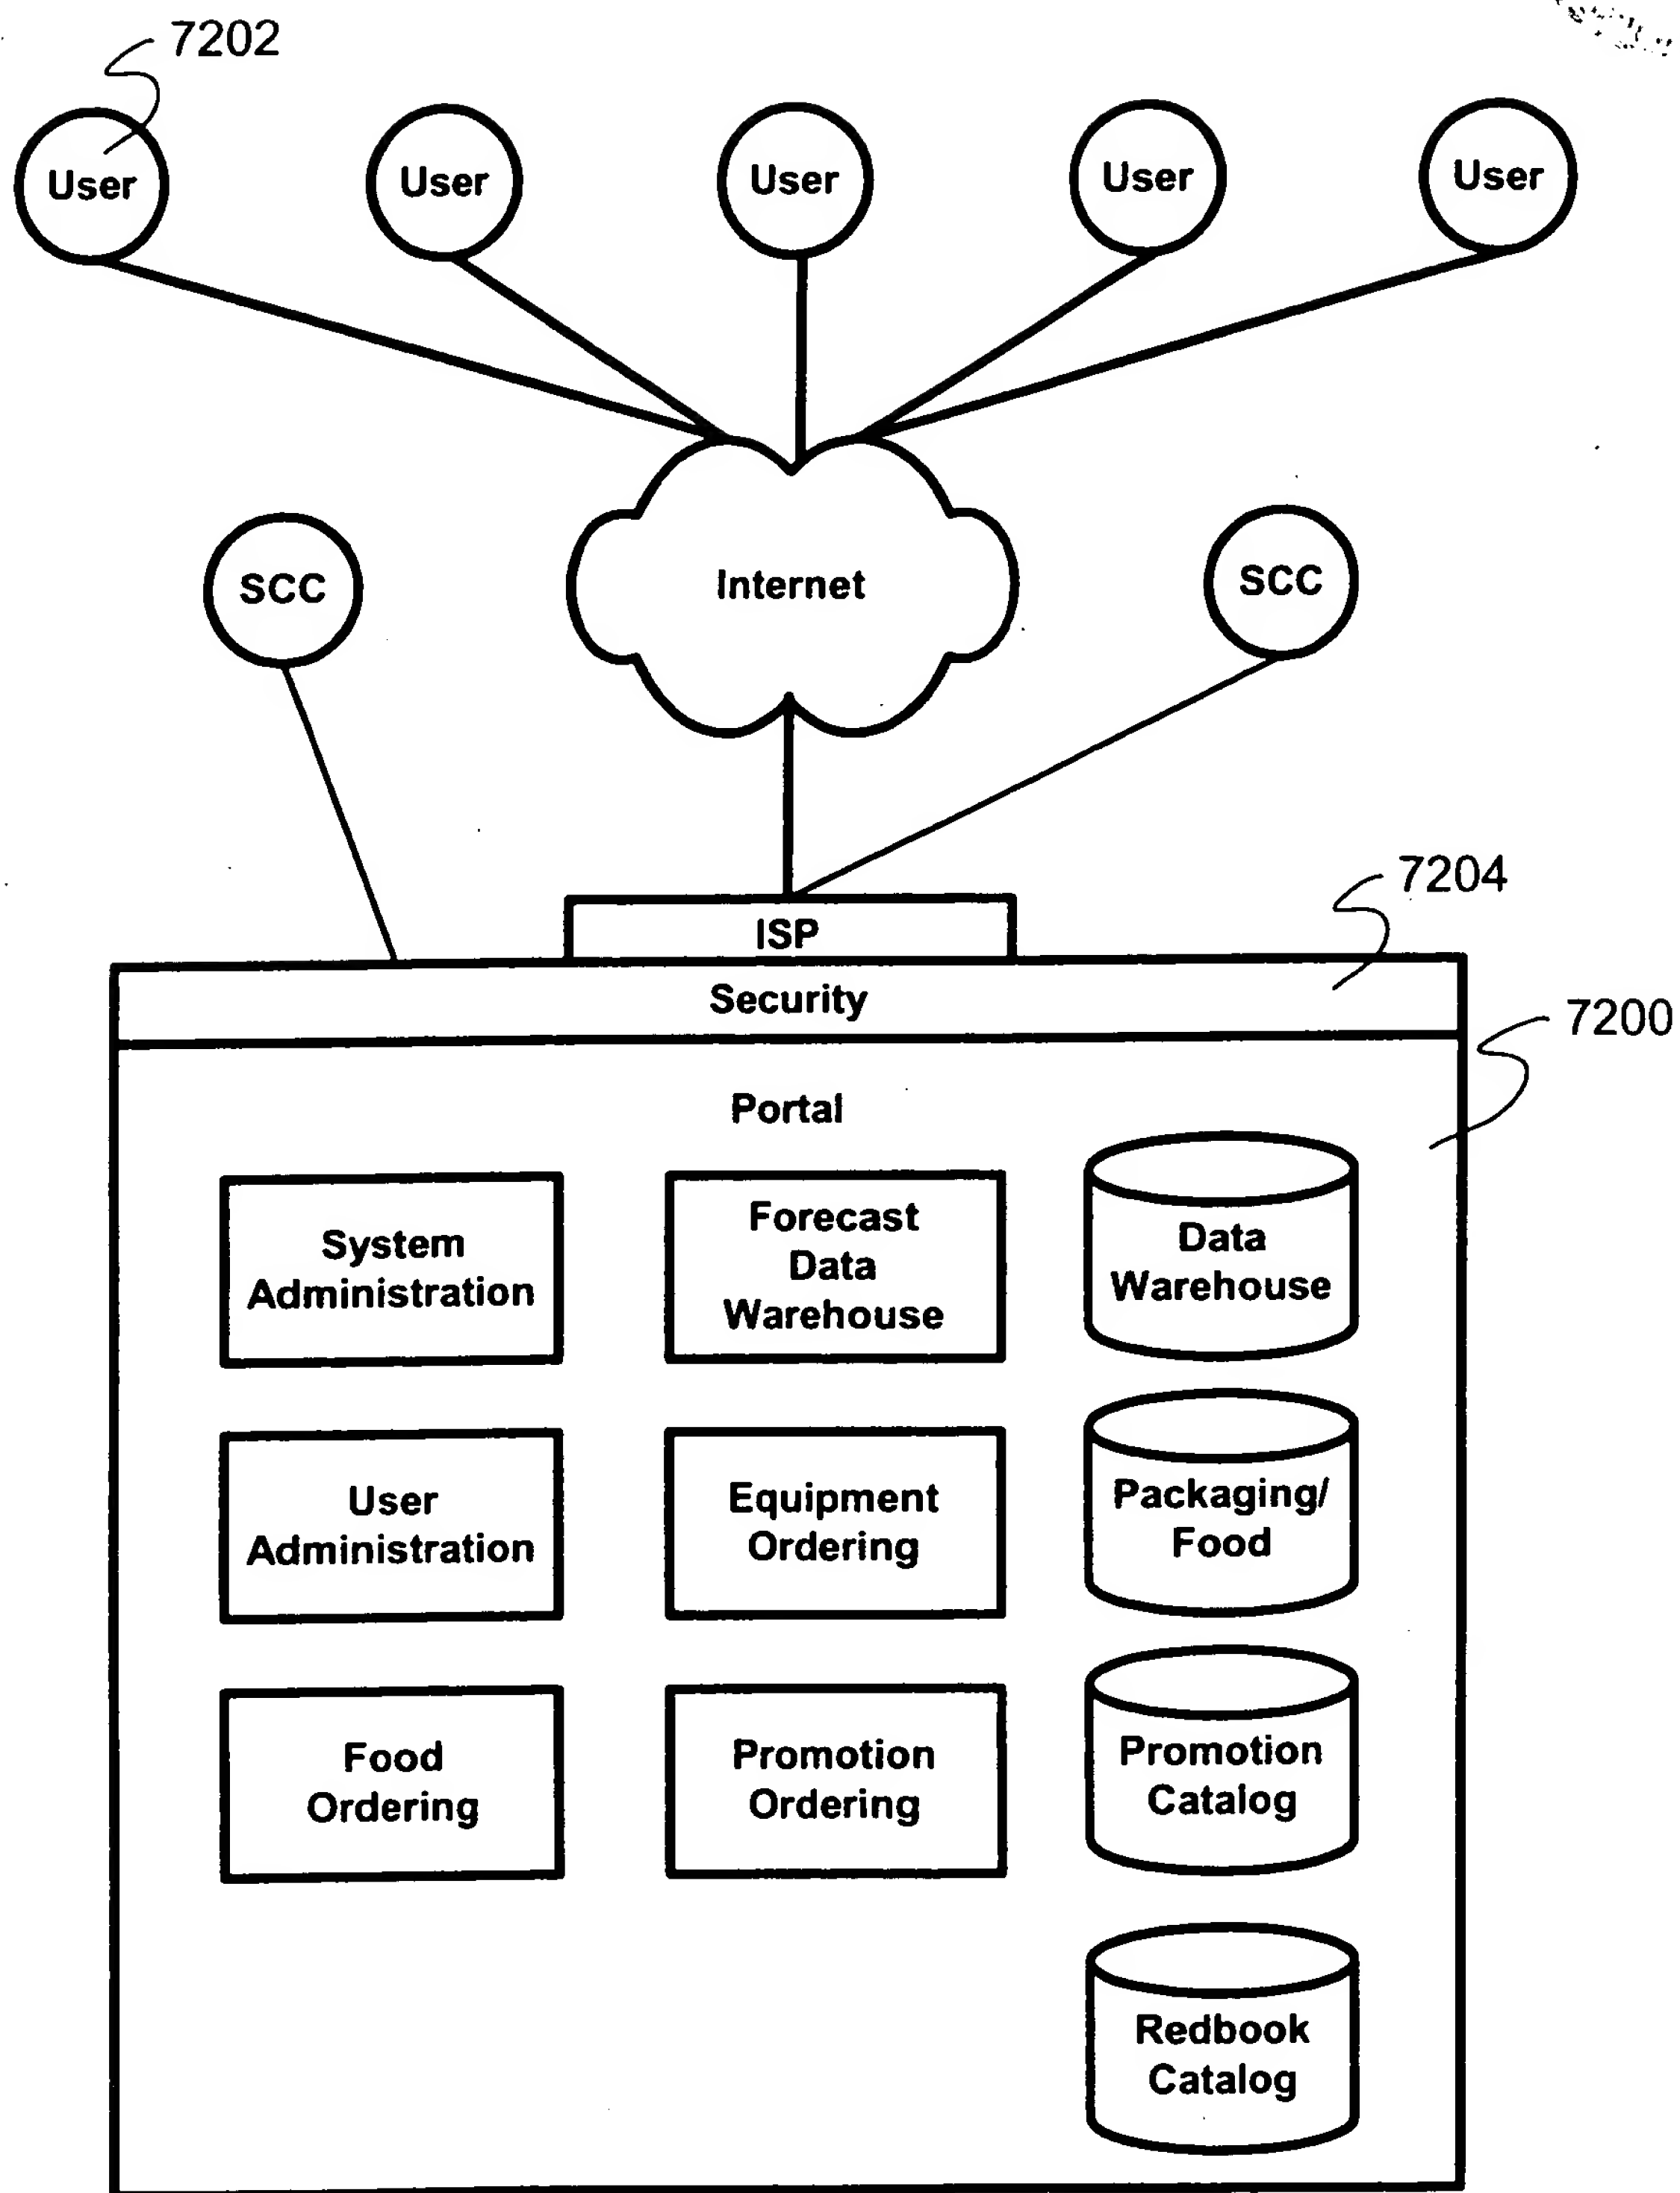 7202
User
User
User
User
User
SCC
Internet
SCC
7204
ISP
Security
7200
Portal
System
Administration
Forecast
Data
Warehouse
Data
Warehouse
User
Administration
Equipment
Ordering
Packaging/
Food
Food
Ordering
Promotion
Ordering
Promotion
Catalog
Redbook
Catalog